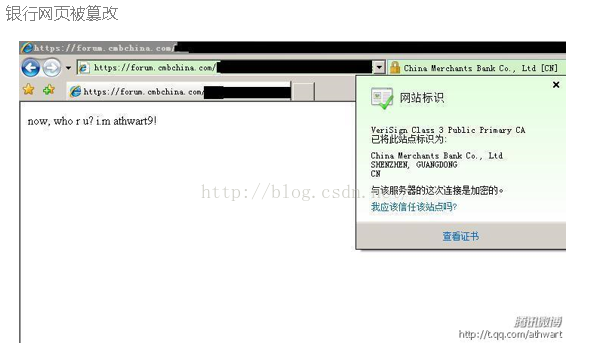 银行网页被篡改
https://forum.cmbchina.com/
https://forum.cmbchina.com/
China Merchants Bank Co., Ltd [CN]
https://forum.cmbchina.com/
网站标识
now, who r u? i m athwart9!
VeriSign Class 3 Public Primary CA
已将此站点标识为:
China Merchants Bank Co., Ltd
SHENZHEN, GUANGDONG
CN
http://blog.csdn.net/
与该服务器的这次连接是加密的。
我应该信任该站点吗?
查看证书
腾讯微博
http://t.qq.com/athwart